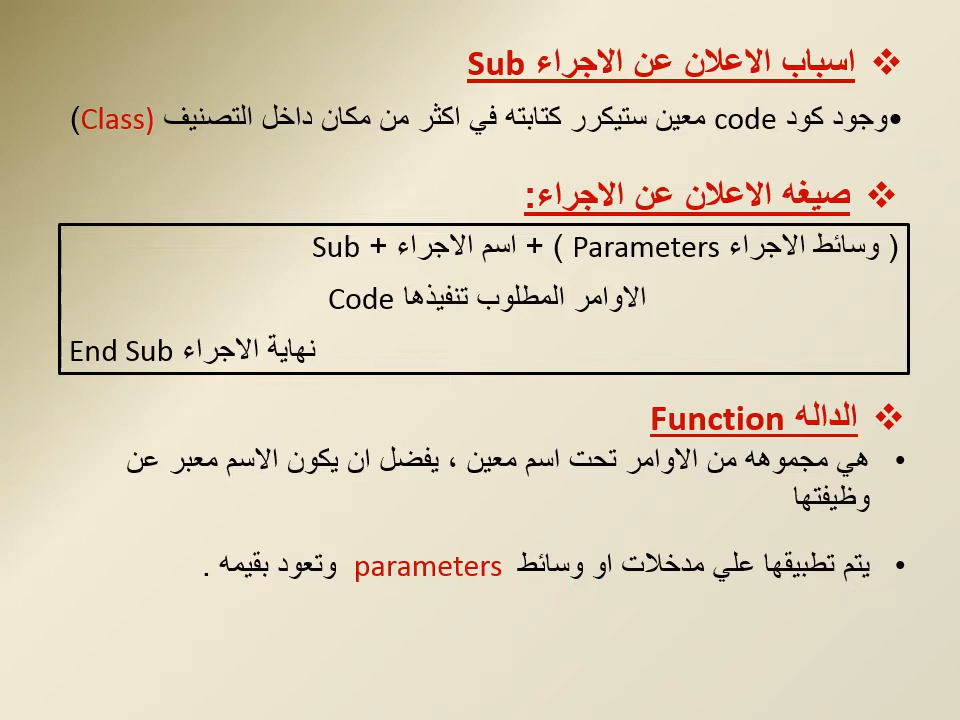 ❖ اسباب الاعلان عن الاجراء Sub
•وجود كود code معين ستيكرر كتابته في اكثر من مكان داخل التصنيف (Class)
❖ صيغه الاعلان عن الاجراء:
Sub + اسم الاجراء + ( Parameters وسائط الاجراء )
Code الاوامر المطلوب تنفيذها
End Sub نهاية الاجراء
❖ الداله Function
• هي مجموهه من الاوامر تحت اسم معين ، يفضل ان يكون الاسم معبر عن
وظيفتها
• يتم تطبيقها علي مدخلات او وسائط parameters وتعود بقيمه .